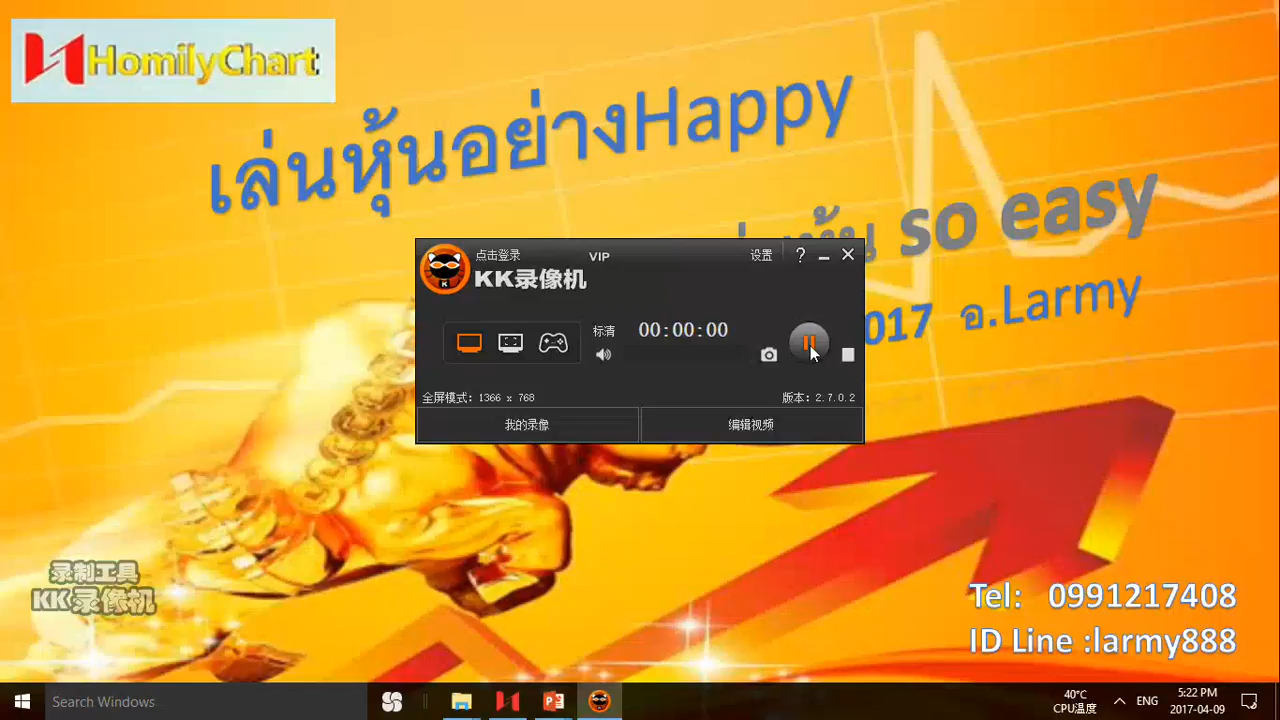 HomilyChart
เล่นหุ้นอย่างHappy
หุ้น so easy
017 อ.Larmy
点击登录
VIP
设置
?
KK录像机
标清
00:00:00
全屏模式: 1366 x 768
版本: 2.7.0.2
我的录像
编辑视频
录制工具
KK录像机
Tel: 0991217408
ID Line :larmy888
Search Windows
40°C
CPU温度
ENG
5:22 PM
2017-04-09